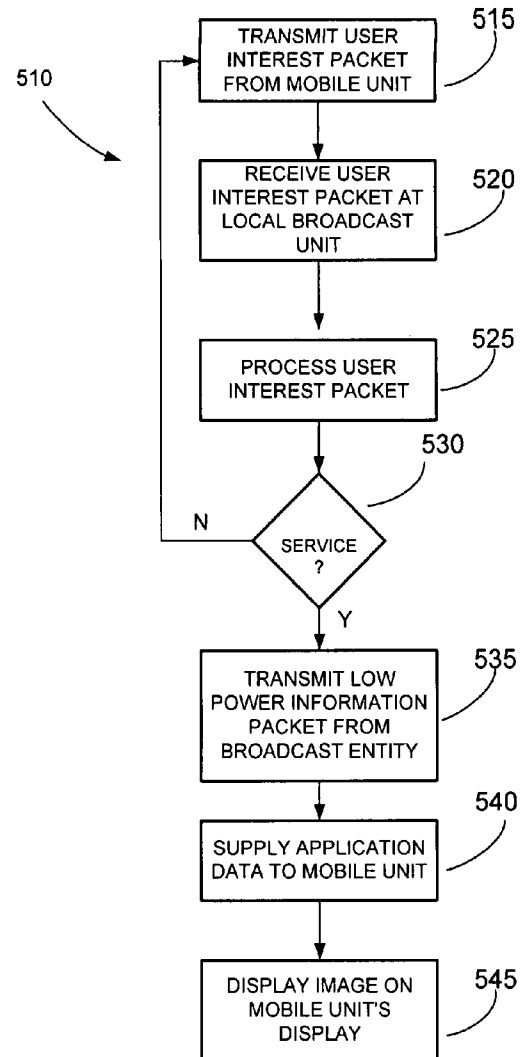 TRANSMIT USER
INTEREST PACKET
FROM MOBILE UNIT
515
510
RECEIVE USER
INTEREST PACKET AT
LOCAL BROADCAST
UNIT
520
PROCESS USER
INTEREST PACKET
525
530
SERVICE
?
N
Y
TRANSMIT LOW
POWER INFORMATION
PACKET FROM
BROADCAST ENTITY
535
SUPPLY APPLICATION
DATA TO MOBILE UNIT
540
DISPLAY IMAGE ON
MOBILE UNIT'S
DISPLAY
545